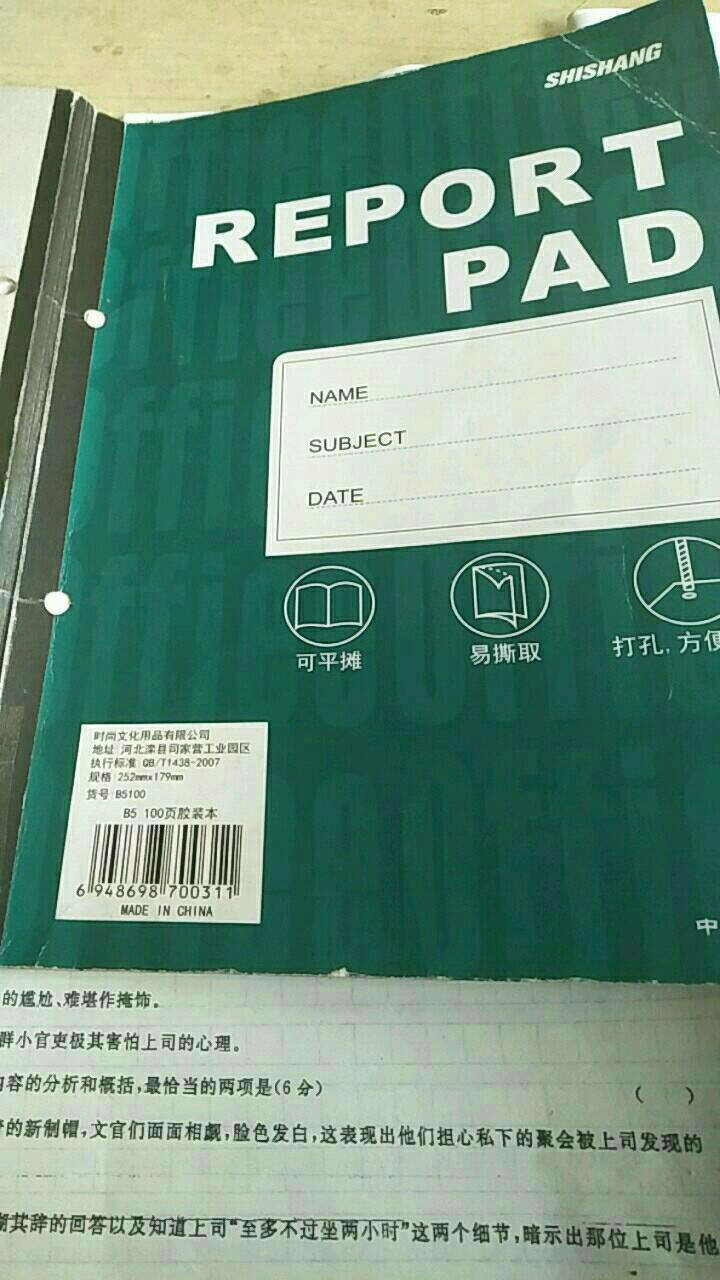 SHISHANG
REPORT
PAD
NAME
SUBJECT
DATE
可平摊
易撕取
打孔,方便
时尚文化用品有限公司
地址 河北滦县司家营工业园区
执行标准 QB/T1438-2007
规格 252mm×179mm
货号 B5100
B5 100页胶装本
6 948698 700311
MADE IN CHINA
中
的尴尬、难堪作掩饰。
群小官吏极其害怕上司的心理。
内容的分析和概括,最恰当的两项是(6分) ( )
的新制帽,文官们面面相觑,脸色发白,这表现出他们担心私下的聚会被上司发现的
其辞的回答以及知道上司“至多不过坐两小时”这两个细节,暗示出那位上司是他